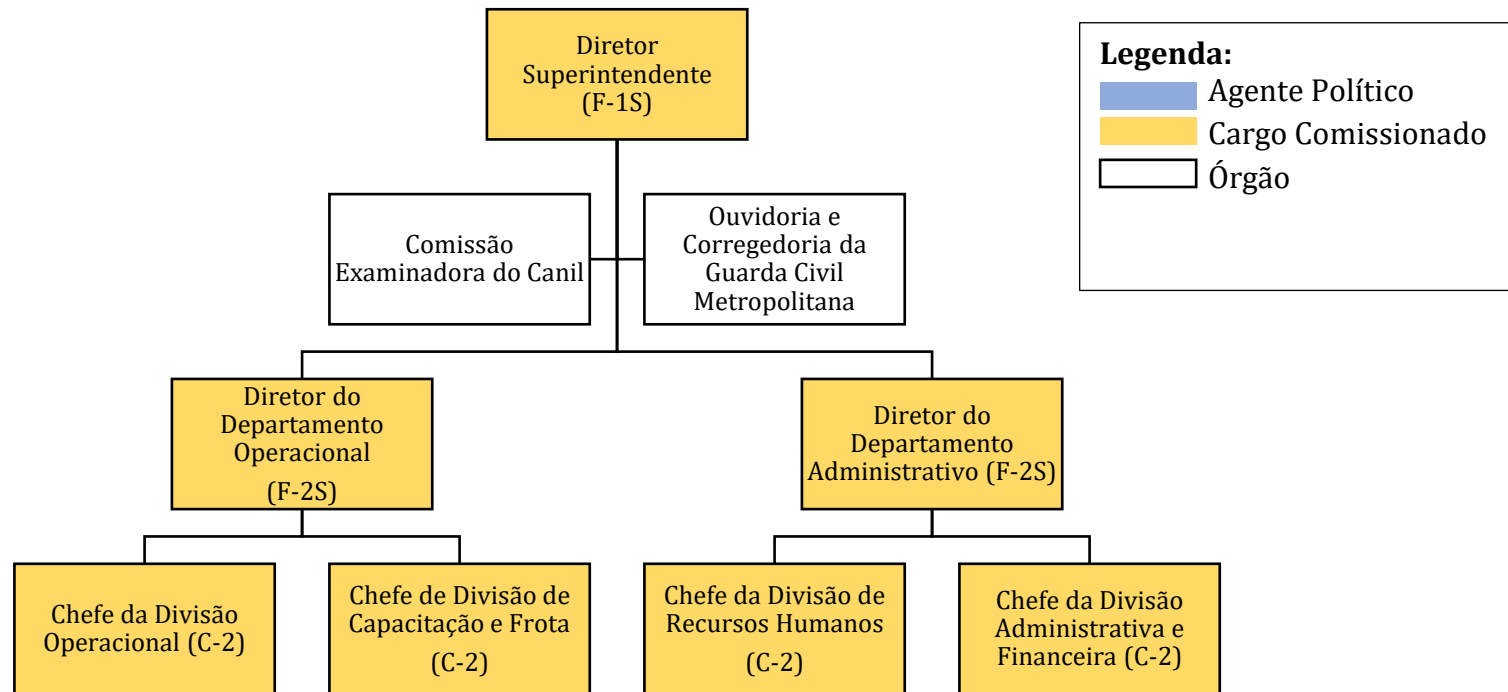 Diretor
Superintendente
(F-1S)
Legenda:
Agente Político
Cargo Comissionado
Órgão
Comissão
Examinadora do Canil
Ouvidoria e
Corregedoria da
Guarda Civil
Metropolitana
Diretor do
Departamento
Operacional
(F-2S)
Diretor do
Departamento
Administrativo (F-2S)
Chefe da Divisão
Operacional (C-2)
Chefe de Divisão de
Capacitação e Frota
(C-2)
Chefe da Divisão de
Recursos Humanos
(C-2)
Chefe da Divisão
Administrativa e
Financeira (C-2)